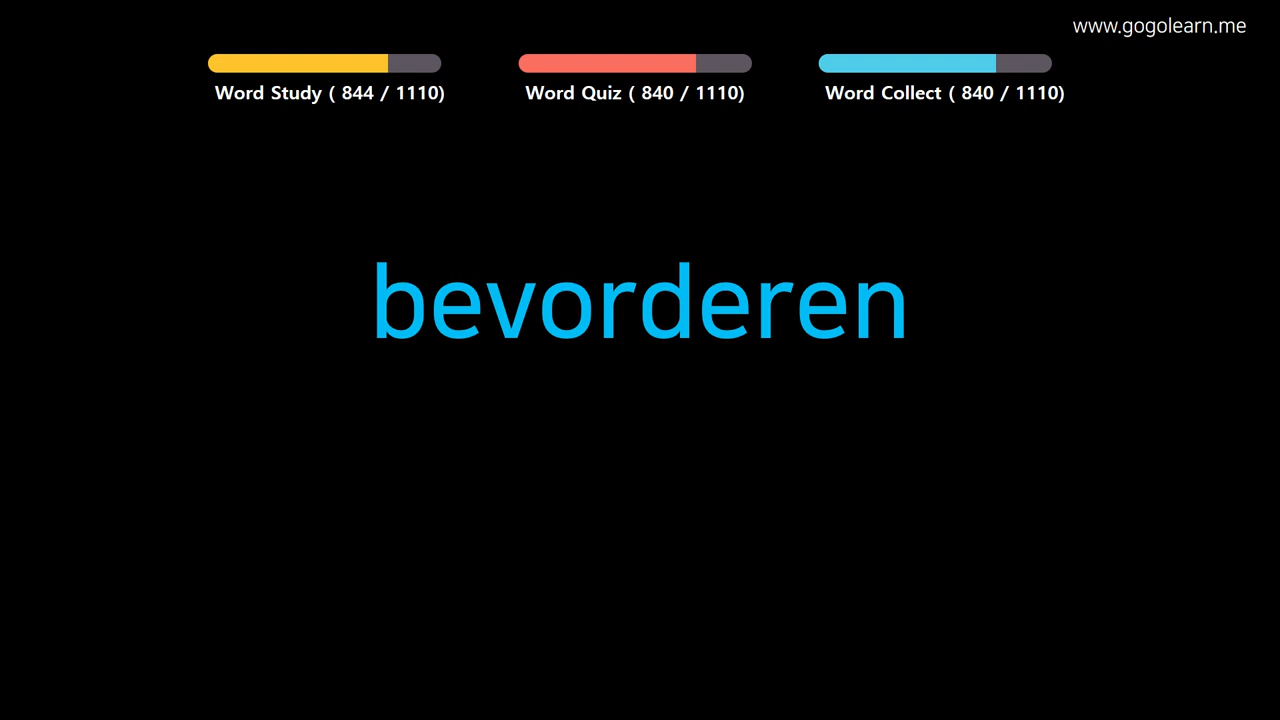 www.gogolearn.me
Word Study ( 844 / 1110)
Word Quiz ( 840 / 1110)
Word Collect ( 840 / 1110)
bevorderen